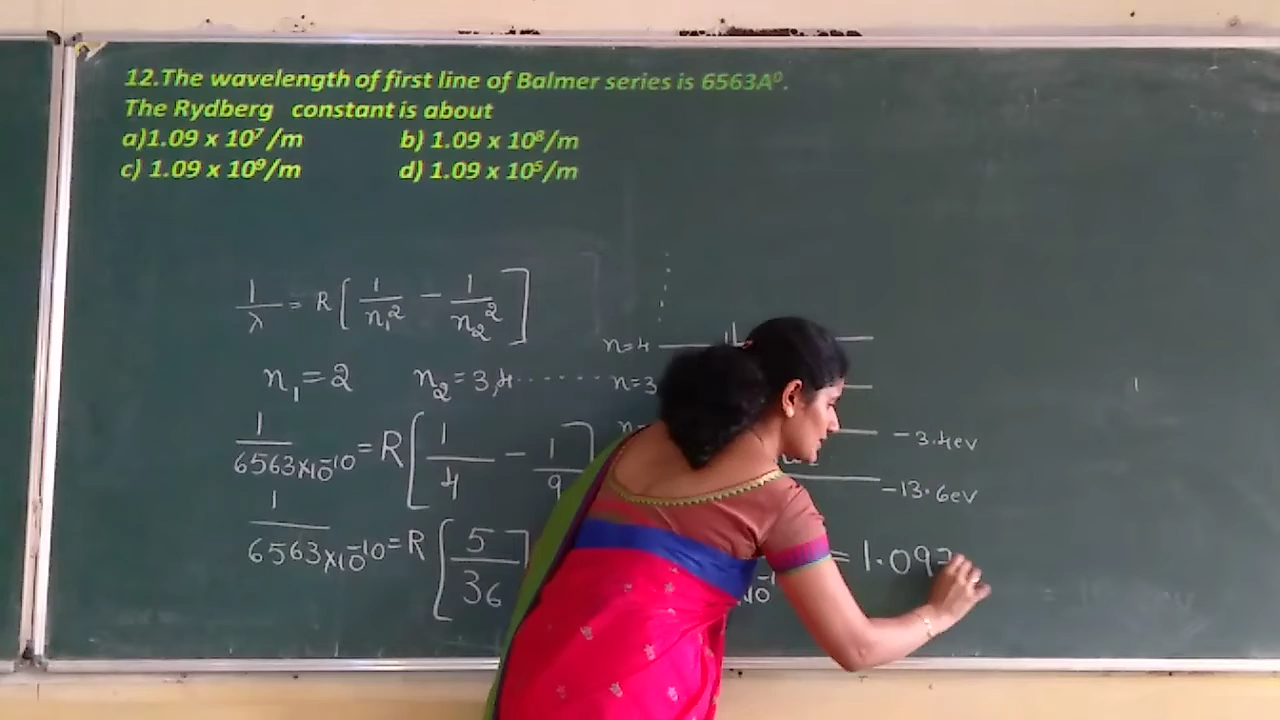 12.The wavelength of first line of Balmer series is 6563A⁰.
The Rydberg constant is about
a)1.09 x 10⁷/m b) 1.09 x 10⁸/m
c) 1.09 x 10⁹/m d) 1.09 x 10⁵/m
1/λ = R[1/n₁² - 1/n₂²]
n=4
n₁=2 n₂=3,4....... n=3
1/6563x10⁻¹⁰ = R[1/4 - 1/9]
-3.4ev
-13.6ev
1/6563x10⁻¹⁰ = R[5/36] = 1.09